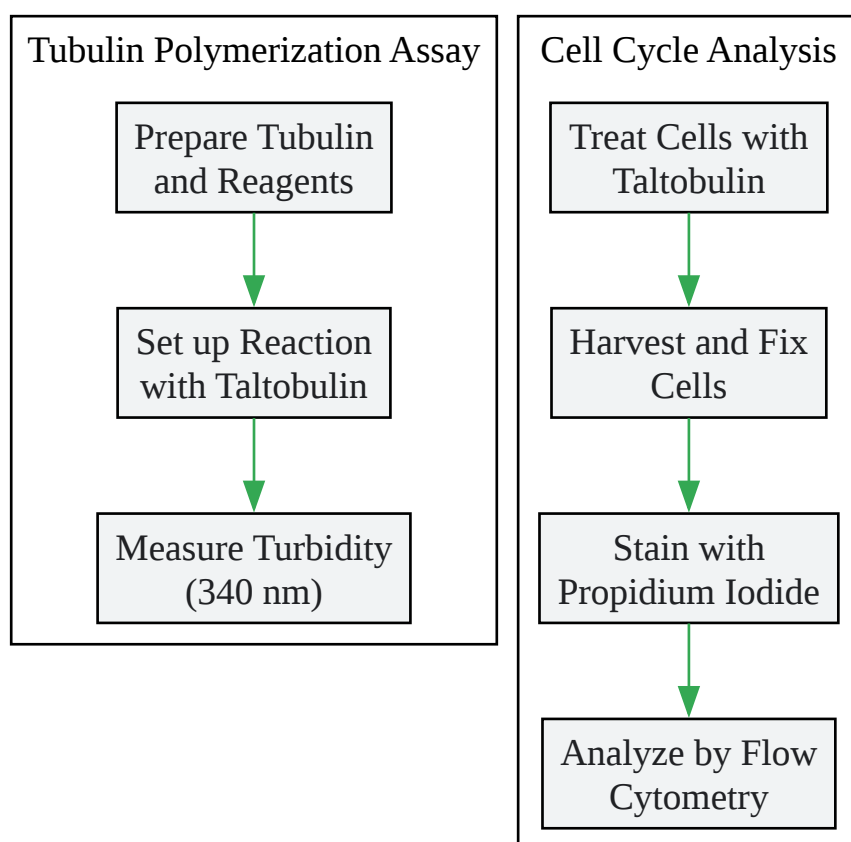 Tubulin Polymerization Assay
Prepare Tubulin
and Reagents
Set up Reaction
with Taltobulin
Measure Turbidity
(340 nm)
Cell Cycle Analysis
Treat Cells with
Taltobulin
Harvest and Fix
Cells
Stain with
Propidium Iodide
Analyze by Flow
Cytometry